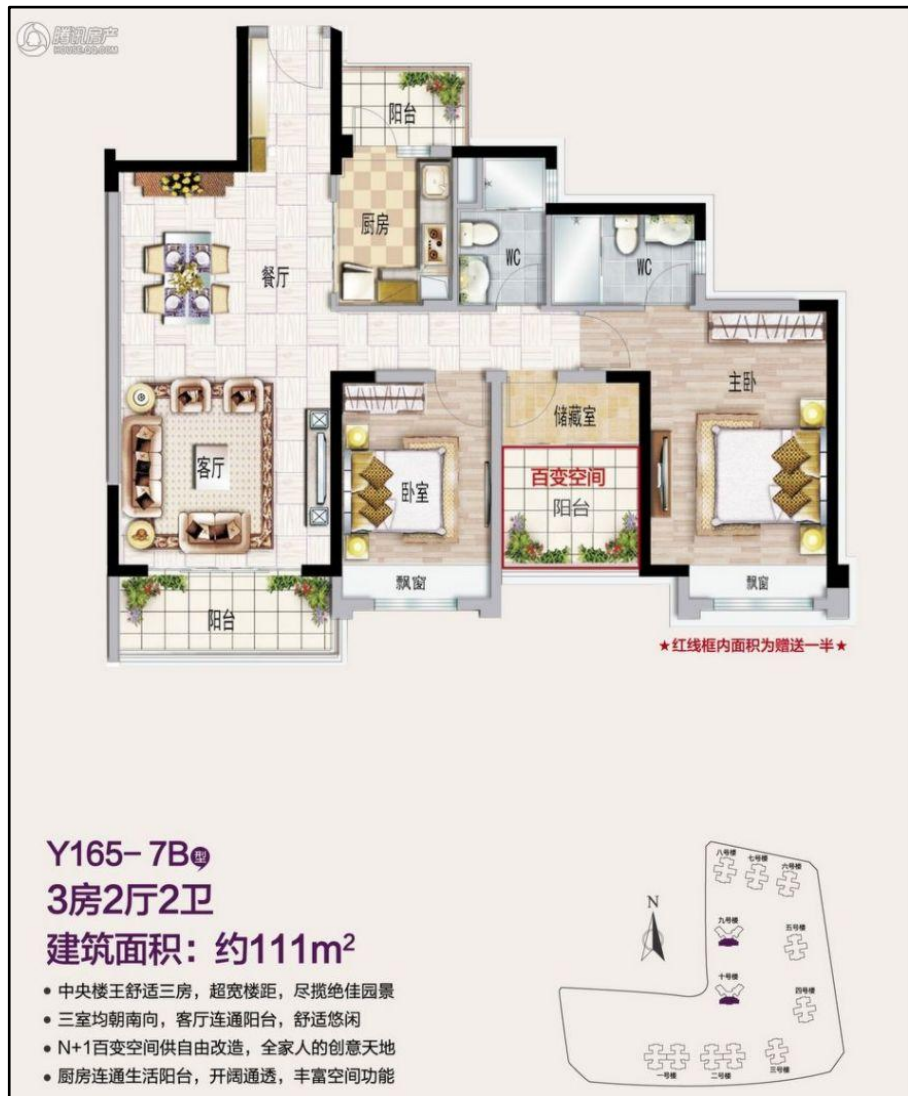 腾讯房产
HOUSE.QQ.COM
阳台
厨房
WC
WC
餐厅
主卧
储藏室
客厅
卧室
百变空间
阳台
飘窗
飘窗
阳台
★红线框内面积为赠送一半★
Y165-7B型
3房2厅2卫
建筑面积：约111m²
• 中央楼王舒适三房，超宽楼距，尽揽绝佳园景
• 三室均朝南向，客厅连通阳台，舒适悠闲
• N+1百变空间供自由改造，全家人的创意天地
• 厨房连通生活阳台，开阔通透，丰富空间功能
N
八号楼
七号楼
六号楼
九号楼
五号楼
十号楼
四号楼
一号楼
二号楼
三号楼